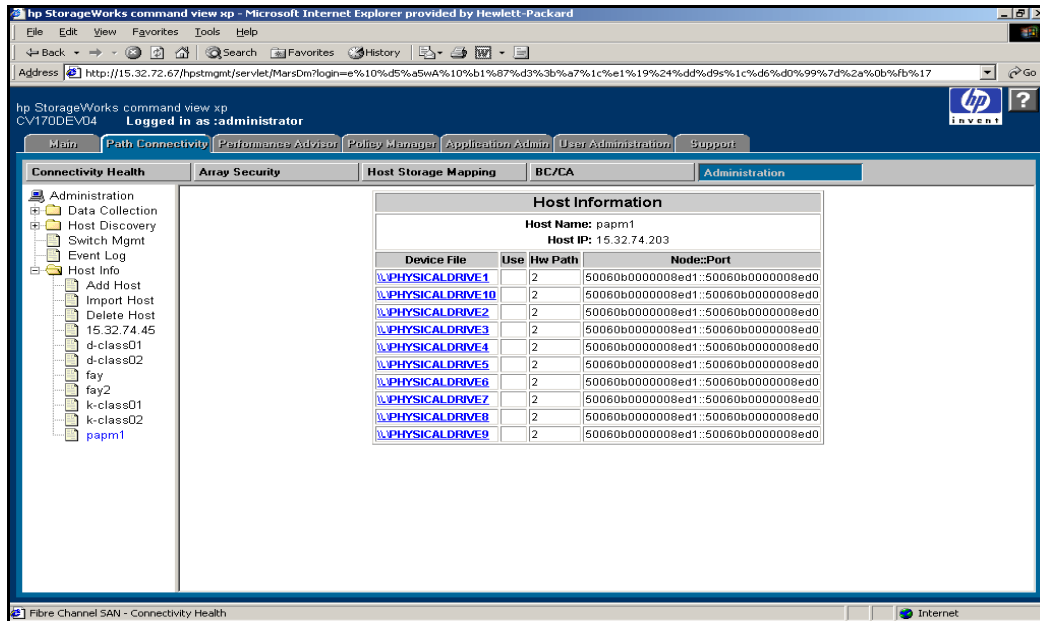 hp StorageWorks command view xp - Microsoft Internet Explorer provided by Hewlett-Packard
File Edit View Favorites Tools Help
Back Search Favorites History
Address http://15.32.72.67/hpstmgmt/servlet/MarsDm?login=e%10%d5%a5wA%10%b1%87%d3%3b%a7%1c%e1%19%24%dd%d9s%1c%d6%d0%99%7d%2a%0b%fb%17 Go
hp StorageWorks command view xp
CV170DEV04 Logged in as :administrator
hp invent ?
Main Path Connectivity Performance Advisor Policy Manager Application Admin User Administration Support
Connectivity Health Array Security Host Storage Mapping BC/CA Administration
Administration
Data Collection
Host Discovery
Switch Mgmt
Event Log
Host Info
Add Host
Import Host
Delete Host
15.32.74.45
d-class01
d-class02
fay
fay2
k-class01
k-class02
papm1
Host Information
Host Name: papm1
Host IP: 15.32.74.203
Device File Use Hw Path Node::Port
\\.\PHYSICALDRIVE1 2 50060b0000008ed1::50060b0000008ed0
\\.\PHYSICALDRIVE10 2 50060b0000008ed1::50060b0000008ed0
\\.\PHYSICALDRIVE2 2 50060b0000008ed1::50060b0000008ed0
\\.\PHYSICALDRIVE3 2 50060b0000008ed1::50060b0000008ed0
\\.\PHYSICALDRIVE4 2 50060b0000008ed1::50060b0000008ed0
\\.\PHYSICALDRIVE5 2 50060b0000008ed1::50060b0000008ed0
\\.\PHYSICALDRIVE6 2 50060b0000008ed1::50060b0000008ed0
\\.\PHYSICALDRIVE7 2 50060b0000008ed1::50060b0000008ed0
\\.\PHYSICALDRIVE8 2 50060b0000008ed1::50060b0000008ed0
\\.\PHYSICALDRIVE9 2 50060b0000008ed1::50060b0000008ed0
Fibre Channel SAN - Connectivity Health Internet